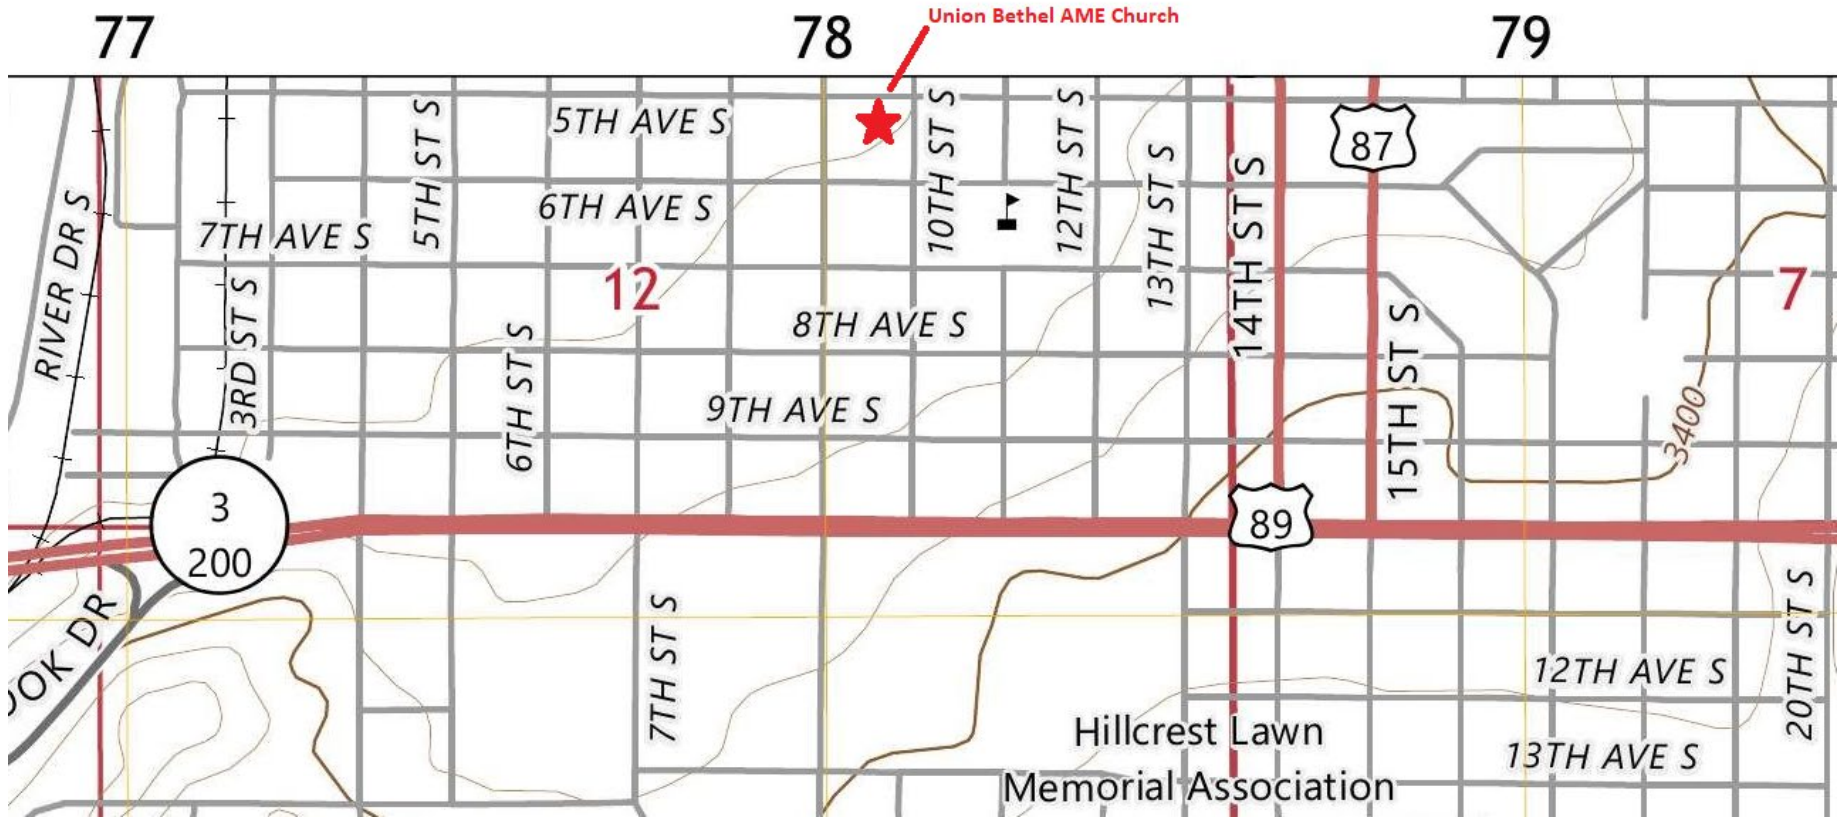 Union Bethel AME Church
77
78
79
5TH AVE S
5TH ST S
10TH ST S
12TH ST S
87
6TH AVE S
7TH AVE S
13TH ST S
14TH ST S
RIVER DR S
12
7
3RD ST S
8TH AVE S
6TH ST S
9TH AVE S
15TH ST S
3400
3
200
89
OOK DR
7TH ST S
12TH AVE S
20TH ST S
Hillcrest Lawn
Memorial Association
13TH AVE S